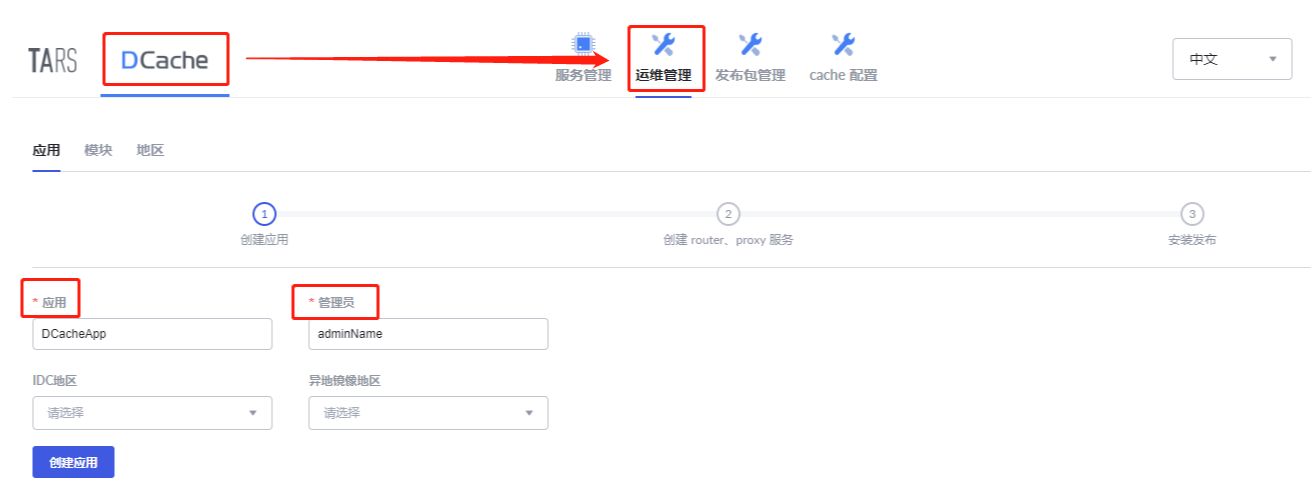 TARS DCache 服务管理 运维管理 发布包管理 cache 配置 中文
应用 模块 地区
1 2 3
创建应用 创建 router、proxy 服务 安装发布
* 应用 * 管理员
DCacheApp adminName
IDC地区 异地镜像地区
请选择 请选择
创建应用